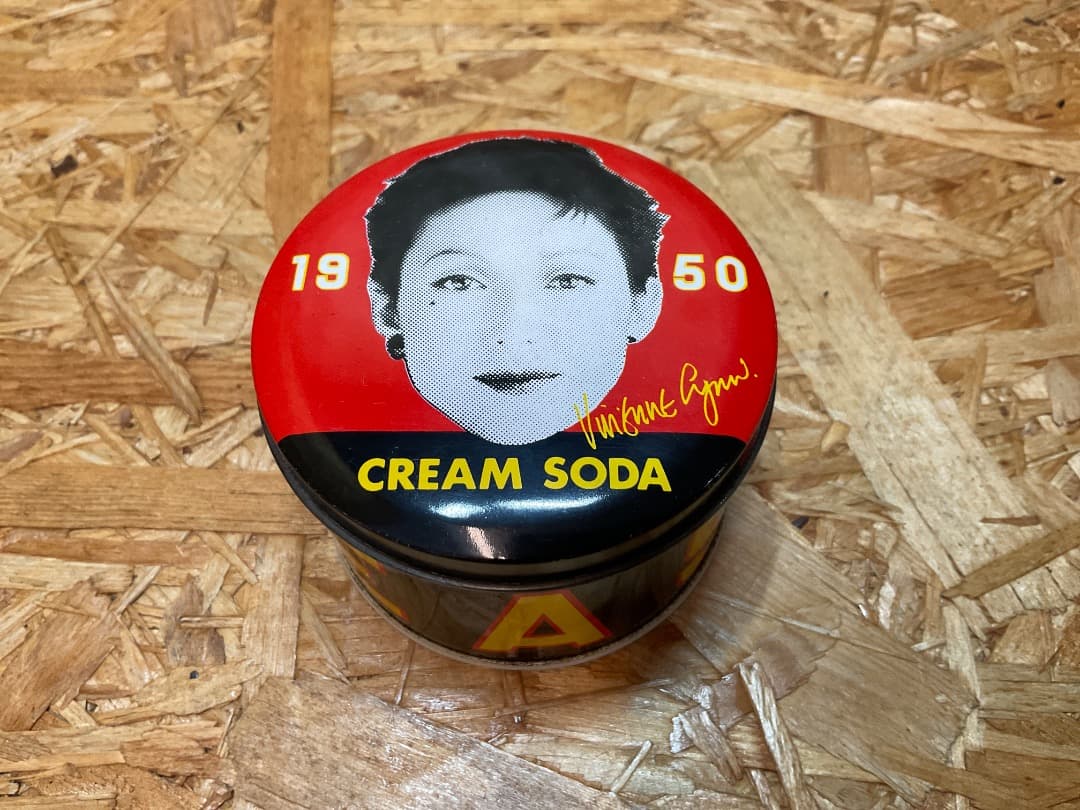 19 50
Vivienne Lynn.
CREAM SODA
A